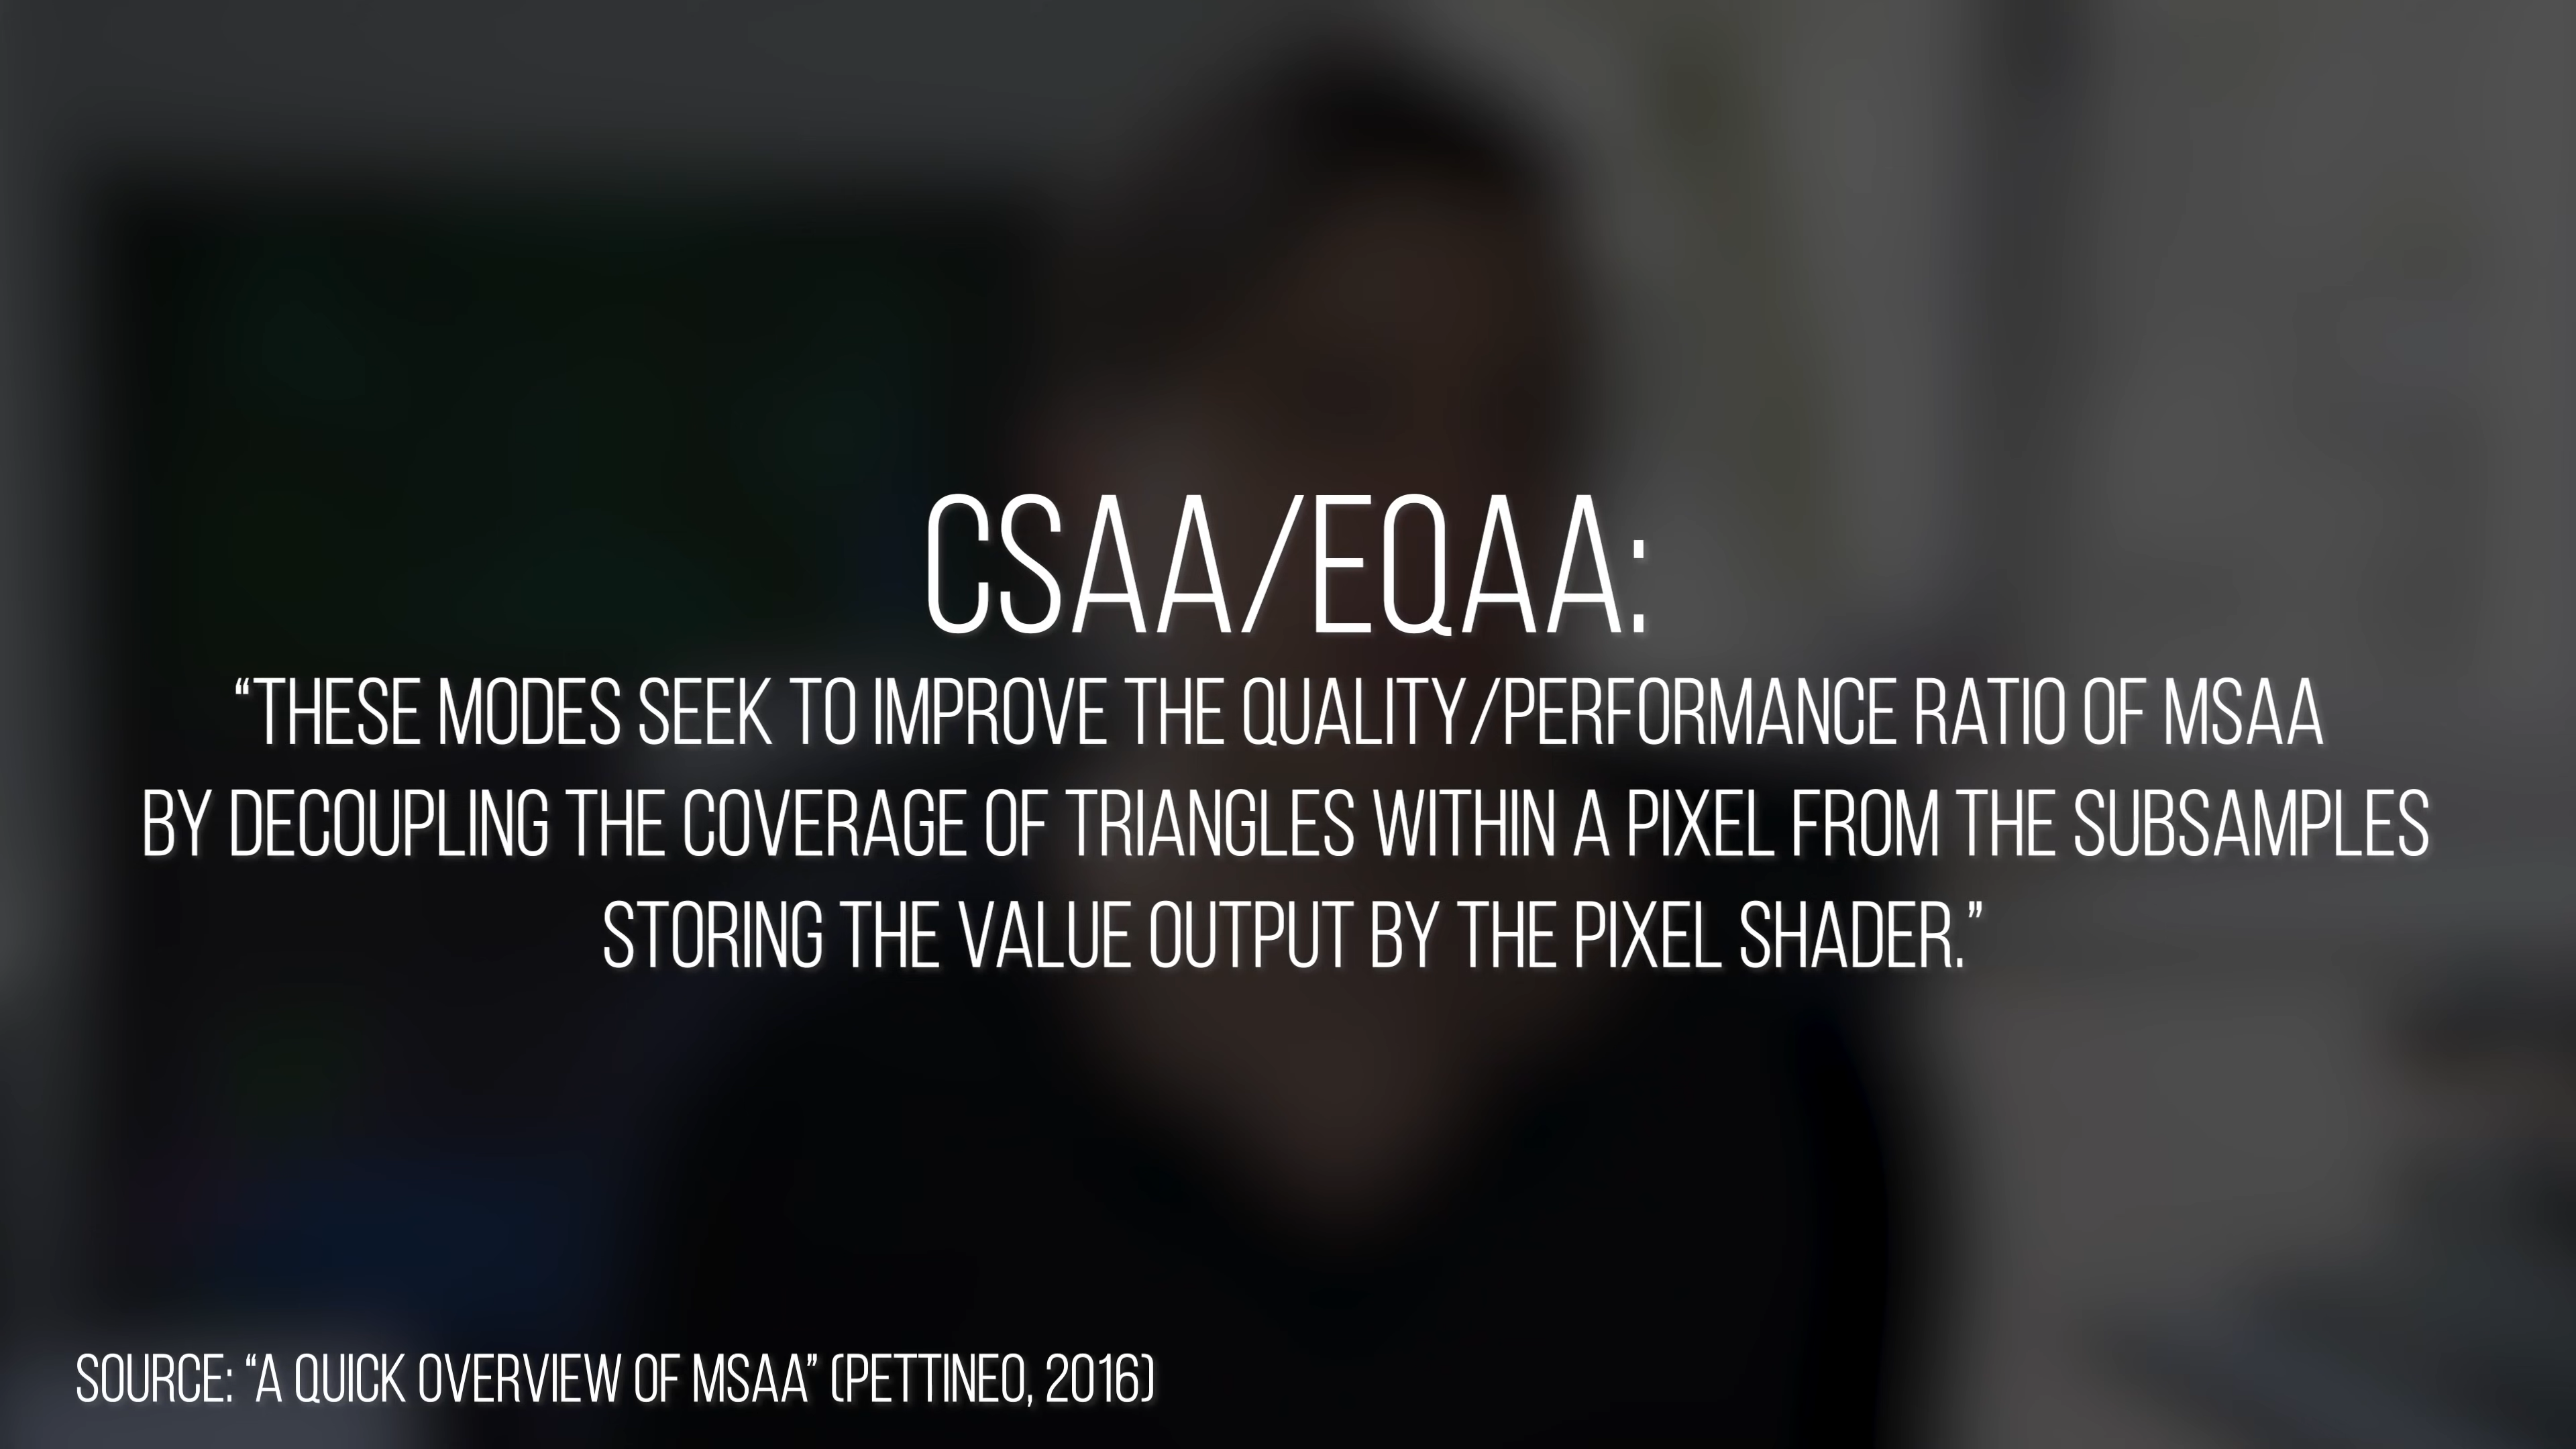 CSAA/EQAA:
“THESE MODES SEEK TO IMPROVE THE QUALITY/PERFORMANCE RATIO OF MSAA
BY DECOUPLING THE COVERAGE OF TRIANGLES WITHIN A PIXEL FROM THE SUBSAMPLES
STORING THE VALUE OUTPUT BY THE PIXEL SHADER.”
SOURCE: “A QUICK OVERVIEW OF MSAA” (PETTINEO, 2016)